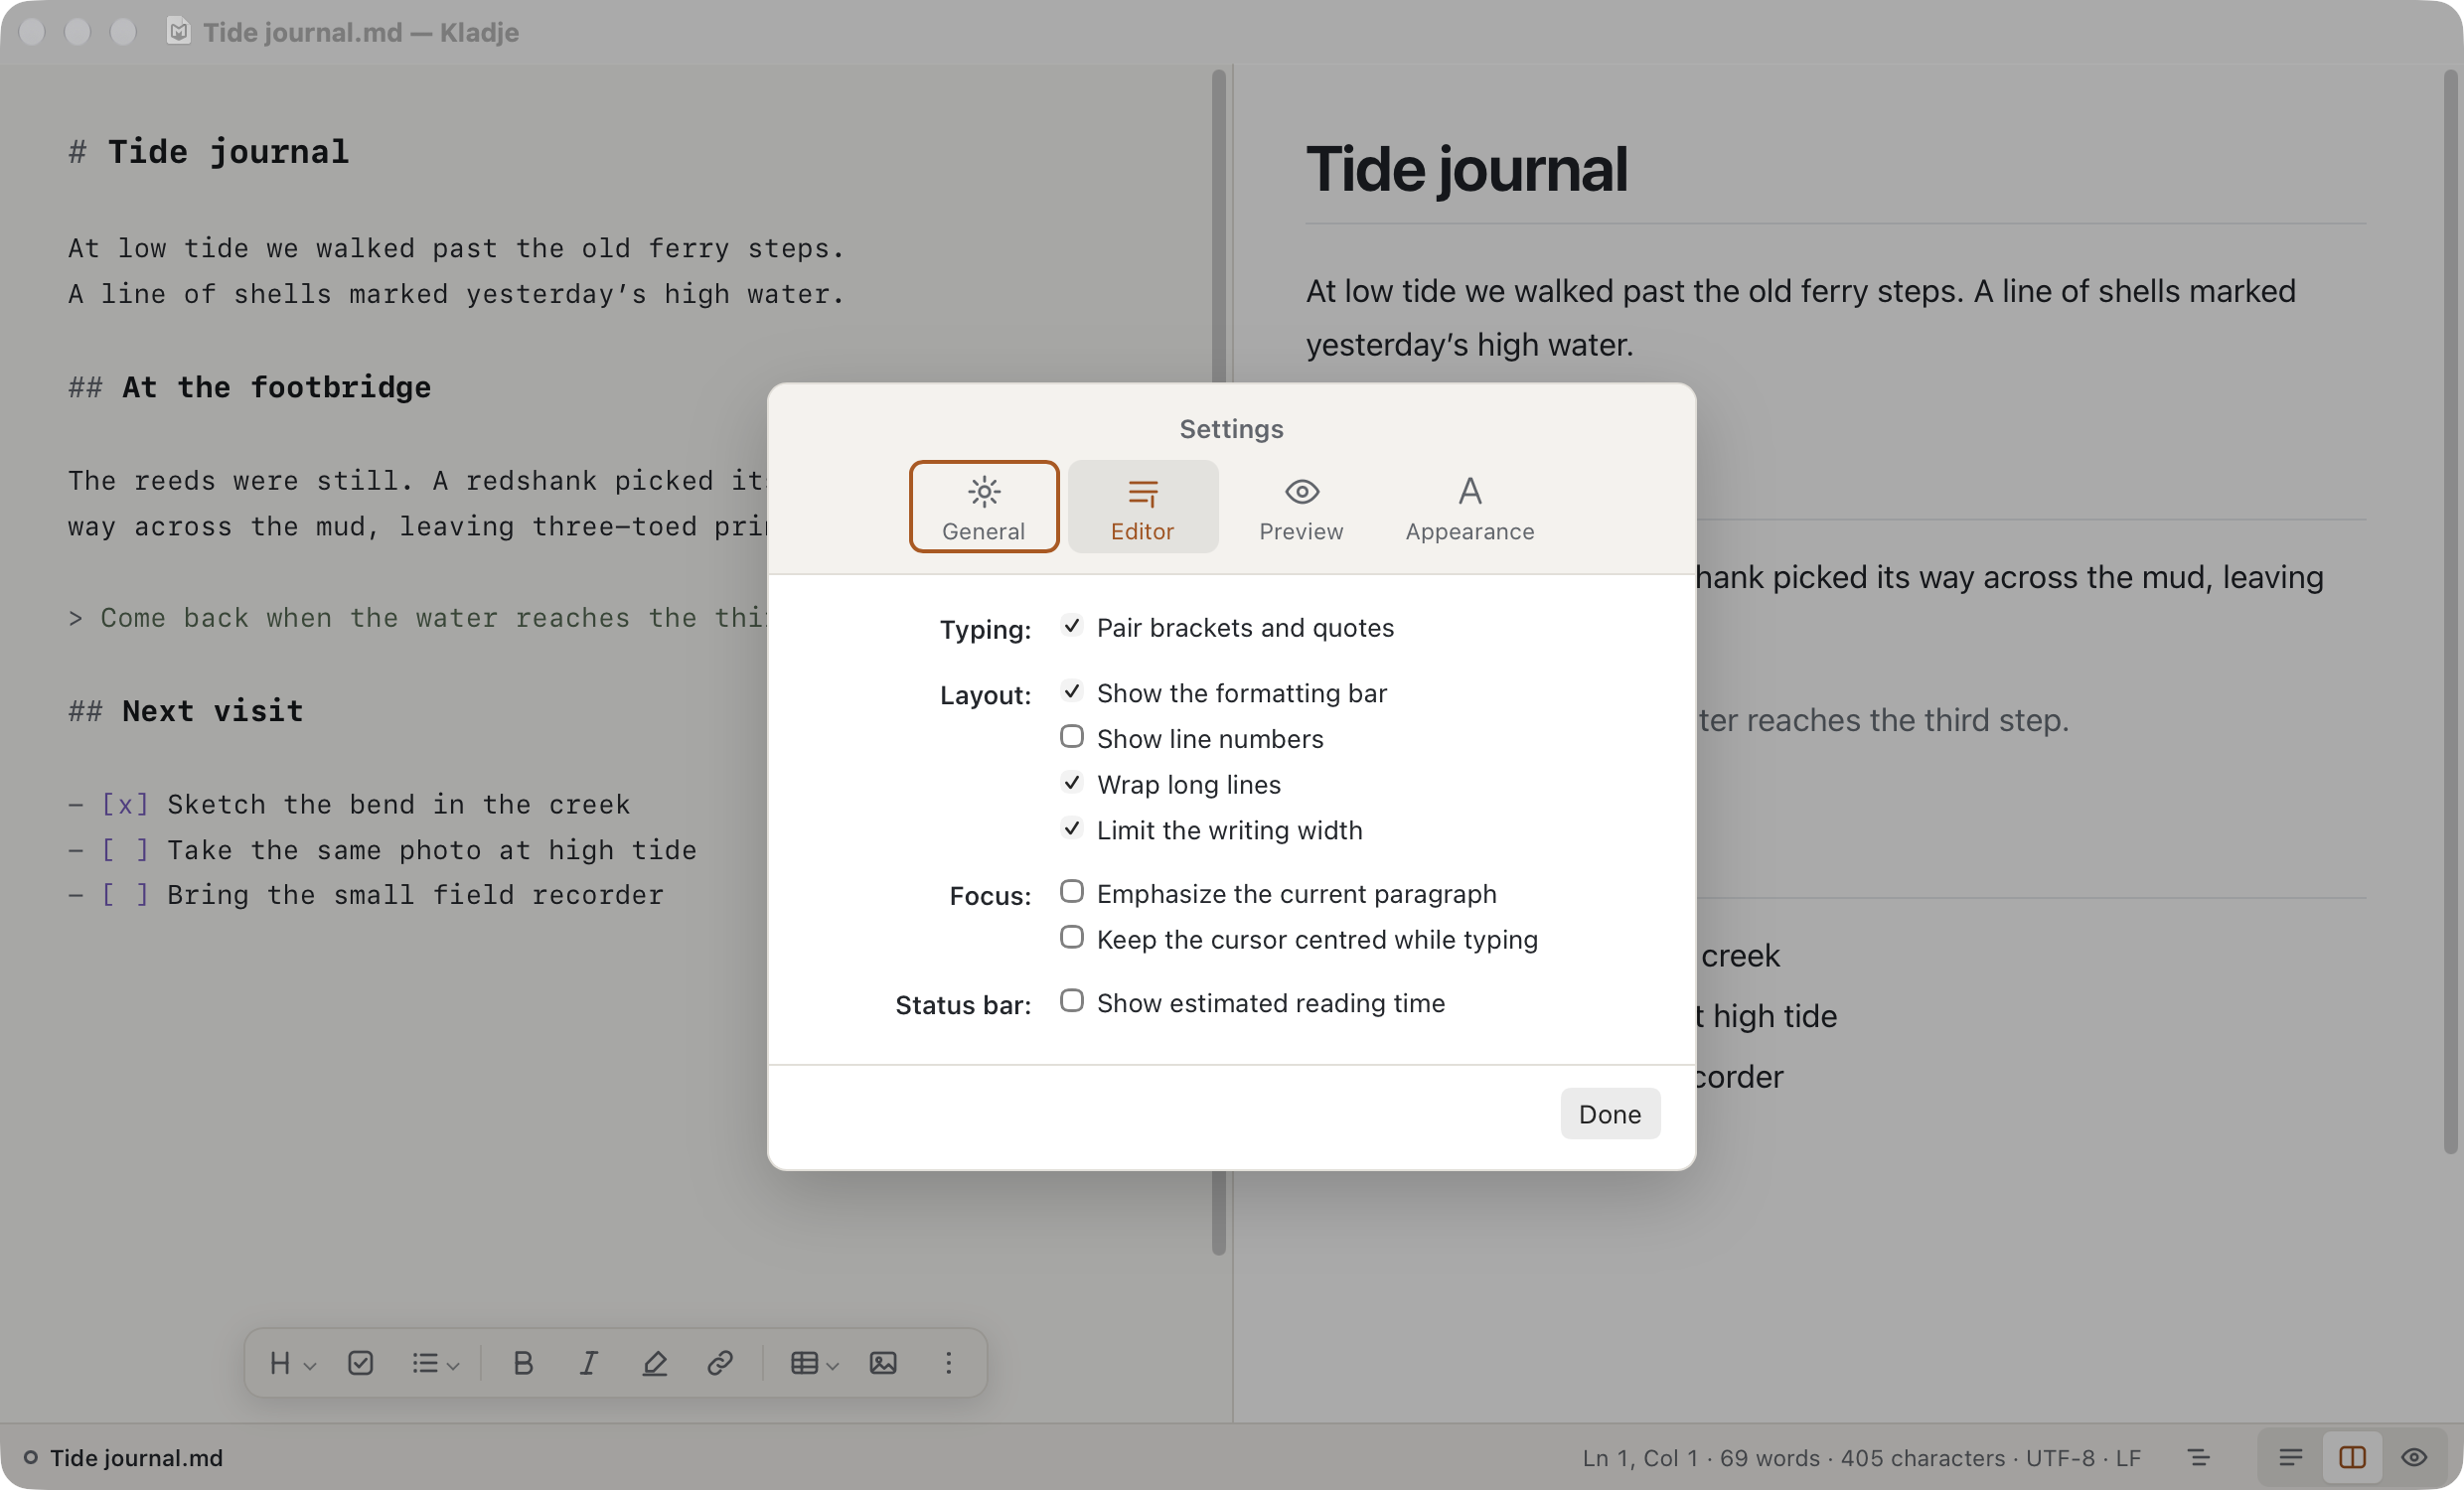 Tide journal.md — Kladje
# Tide journal
At low tide we walked past the old ferry steps.
A line of shells marked yesterday’s high water.
## At the footbridge
The reeds were still. A redshank picked
way across the mud, leaving three-toed
> Come back when the water reaches the
## Next visit
- [x] Sketch the bend in the creek
- [ ] Take the same photo at high tide
- [ ] Bring the small field recorder
Tide journal
At low tide we walked past the old ferry steps. A line of shells marked
yesterday’s high water.
picked its way across the mud, leaving
reaches the third step.
creek
high tide
Settings
General
Editor
Preview
Appearance
Typing:
Pair brackets and quotes
Layout:
Show the formatting bar
Show line numbers
Wrap long lines
Limit the writing width
Focus:
Emphasize the current paragraph
Keep the cursor centred while typing
Status bar:
Show estimated reading time
Done
H
B
I
Tide journal.md
Ln 1, Col 1 · 69 words · 405 characters · UTF-8 · LF